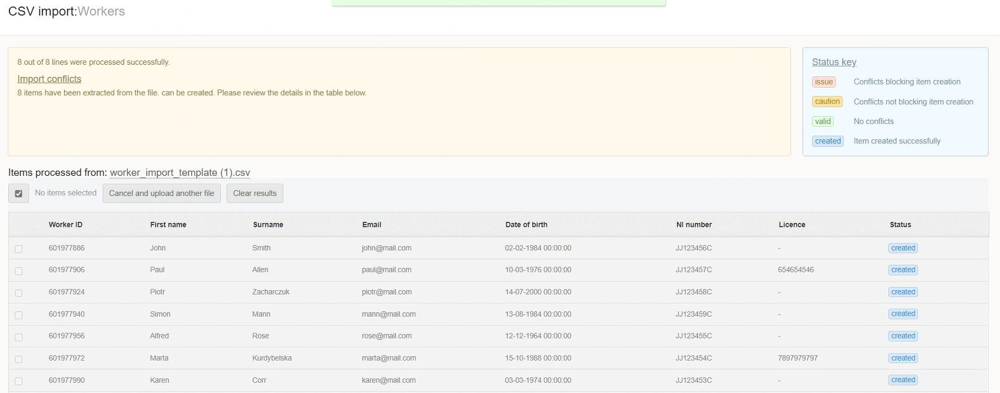 CSV import:Workers
8 out of 8 lines were processed successfully.
Import conflicts
8 items have been extracted from the file. can be created. Please review the details in the table below.
Status key
issue Conflicts blocking item creation
caution Conflicts not blocking item creation
valid No conflicts
created Item created successfully
Items processed from: worker_import_template (1).csv
No items selected Cancel and upload another file Clear results
Worker ID First name Surname Email Date of birth NI number Licence Status
601977886 John Smith john@mail.com 02-02-1984 00:00:00 JJ123456C - created
601977906 Paul Allen paul@mail.com 10-03-1976 00:00:00 JJ123457C 654654546 created
601977924 Piotr Zacharczuk piotr@mail.com 14-07-2000 00:00:00 JJ123458C - created
601977940 Simon Mann mann@mail.com 13-08-1984 00:00:00 JJ123459C - created
601977956 Alfred Rose rose@mail.com 12-12-1964 00:00:00 JJ123455C - created
601977972 Marta Kurdybelska marta@mail.com 15-10-1988 00:00:00 JJ123454C 7897979797 created
601977990 Karen Corr karen@mail.com 03-03-1974 00:00:00 JJ123453C - created